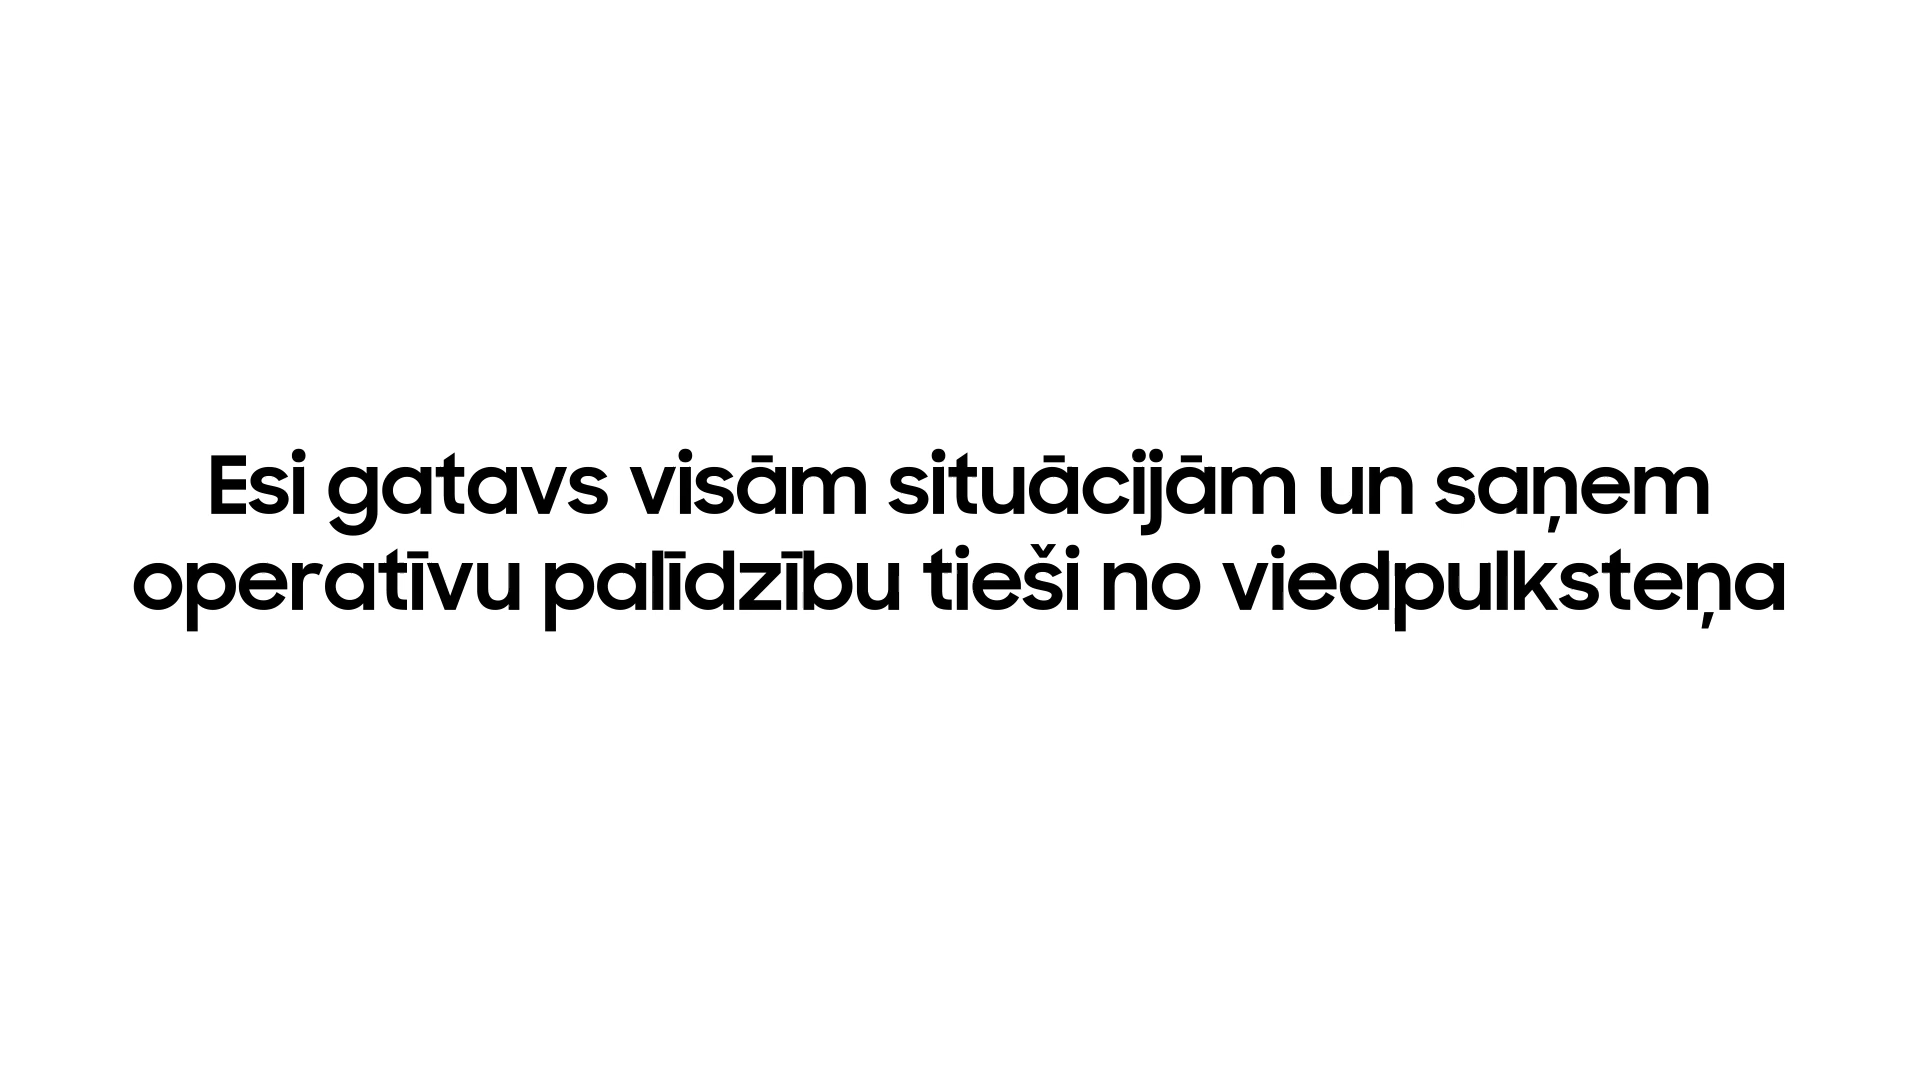 Esi gatavs visām situācijām un saņem
operatīvu palīdzību tieši no viedpulksteņa